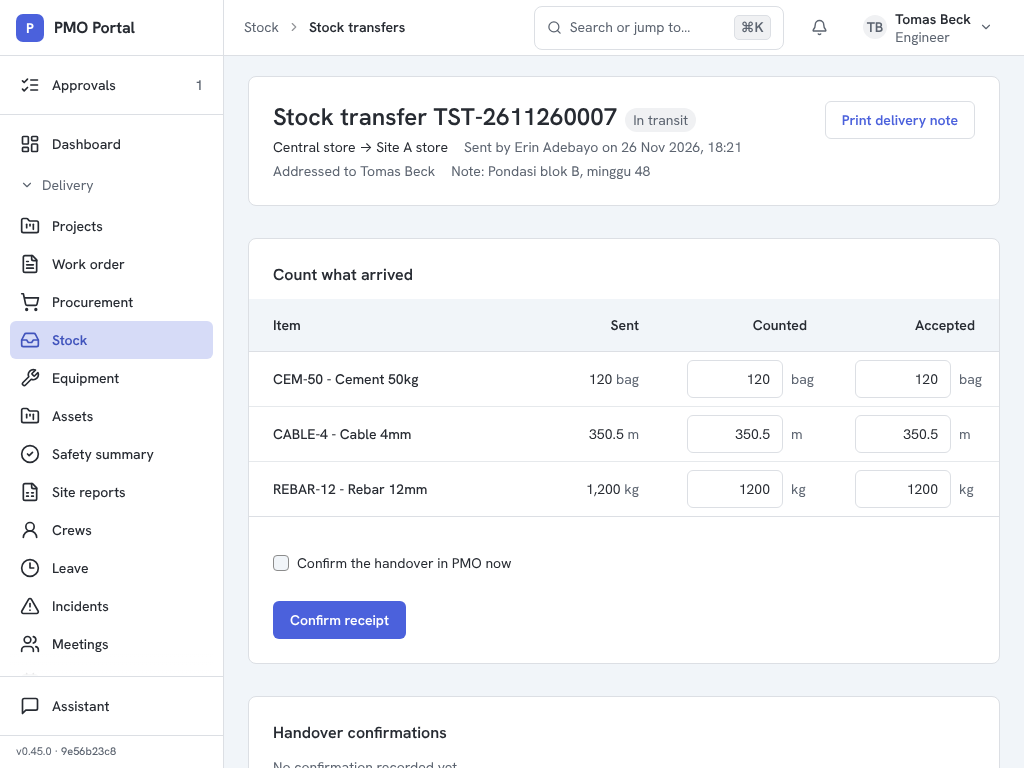 P PMO Portal
Stock > Stock transfers
Search or jump to... ⌘K
TB Tomas Beck
Engineer
Approvals 1
Dashboard
Delivery
Projects
Work order
Procurement
Stock
Equipment
Assets
Safety summary
Site reports
Crews
Leave
Incidents
Meetings
Assistant
v0.45.0 · 9e56b23c8
Stock transfer TST-2611260007 In transit
Print delivery note
Central store → Site A store Sent by Erin Adebayo on 26 Nov 2026, 18:21
Addressed to Tomas Beck Note: Pondasi blok B, minggu 48
Count what arrived
Item Sent Counted Accepted
CEM-50 - Cement 50kg 120 bag 120 bag 120 bag
CABLE-4 - Cable 4mm 350.5 m 350.5 m 350.5 m
REBAR-12 - Rebar 12mm 1,200 kg 1200 kg 1200 kg
Confirm the handover in PMO now
Confirm receipt
Handover confirmations
No confirmation recorded yet